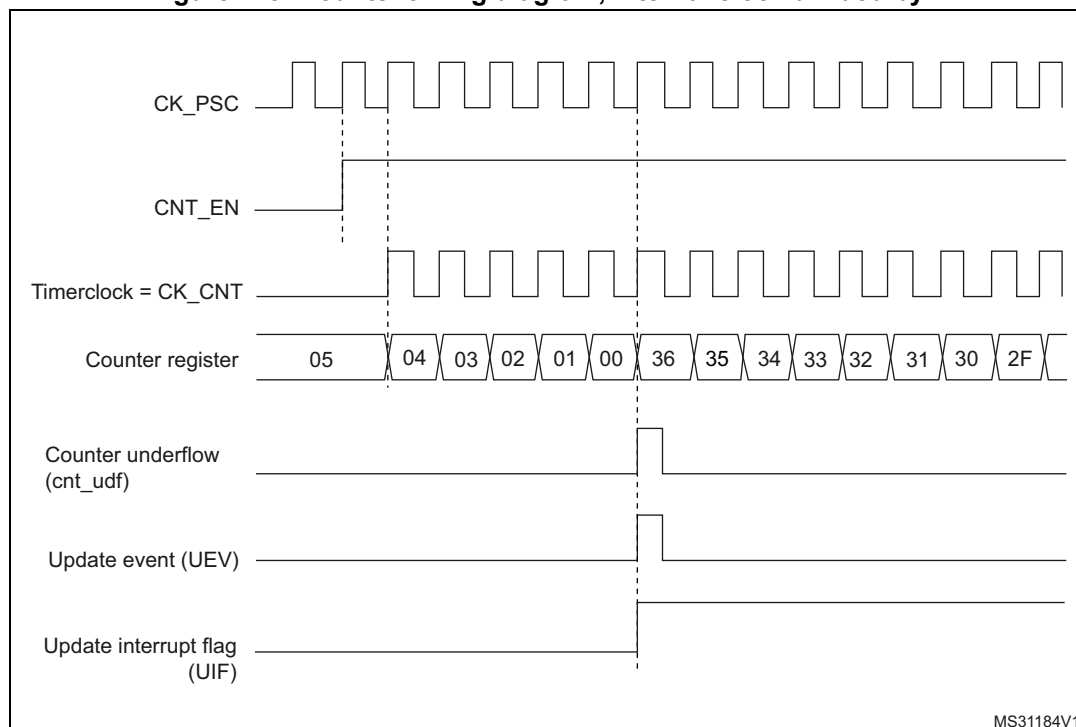 CK_PSC
CNT_EN
Timerclock = CK_CNT
Counter register 05 04 03 02 01 00 36 35 34 33 32 31 30 2F
Counter underflow
(cnt_udf)
Update event (UEV)
Update interrupt flag
(UIF)
MS31184V1